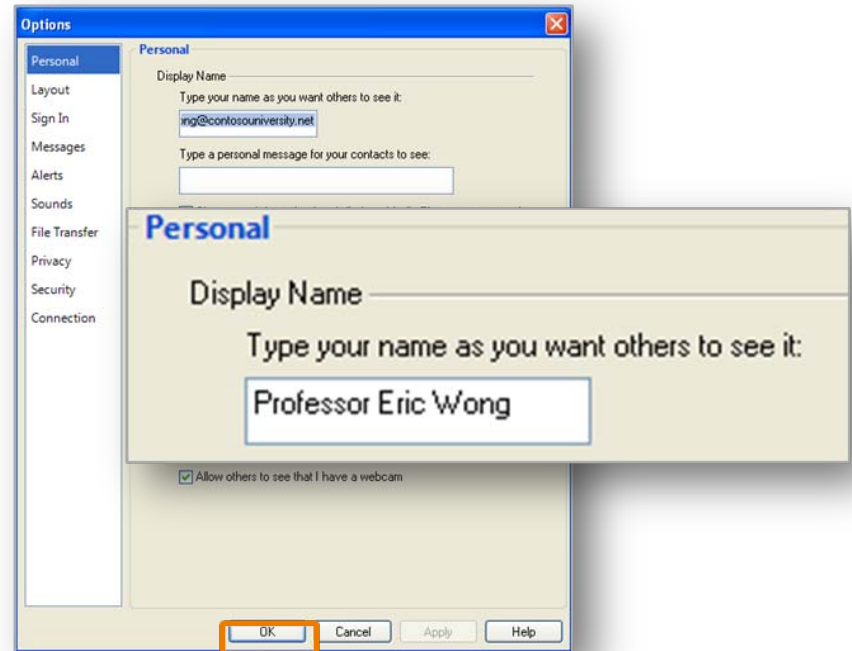 Options
Personal
Layout
Sign In
Messages
Alerts
Sounds
File Transfer
Privacy
Security
Connection
Personal
Display Name
Type your name as you want others to see it:
ng@contosouniversity.net
Type a personal message for your contacts to see:
Personal
Display Name
Type your name as you want others to see it:
Professor Eric Wong
Allow others to see that I have a webcam
OK
Cancel
Apply
Help